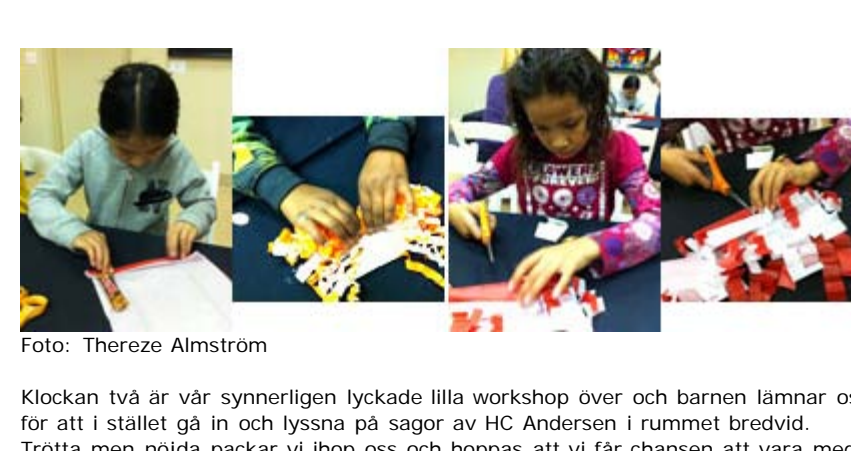 Foto: Thereze Almström
Klockan två är vår synnerligen lyckade lilla workshop över och barnen lämnar os
för att i stället gå in och lyssna på sagor av HC Andersen i rummet bredvid.
Trötta men nöjda packar vi ihop oss och hoppas att vi får chansen att vara med